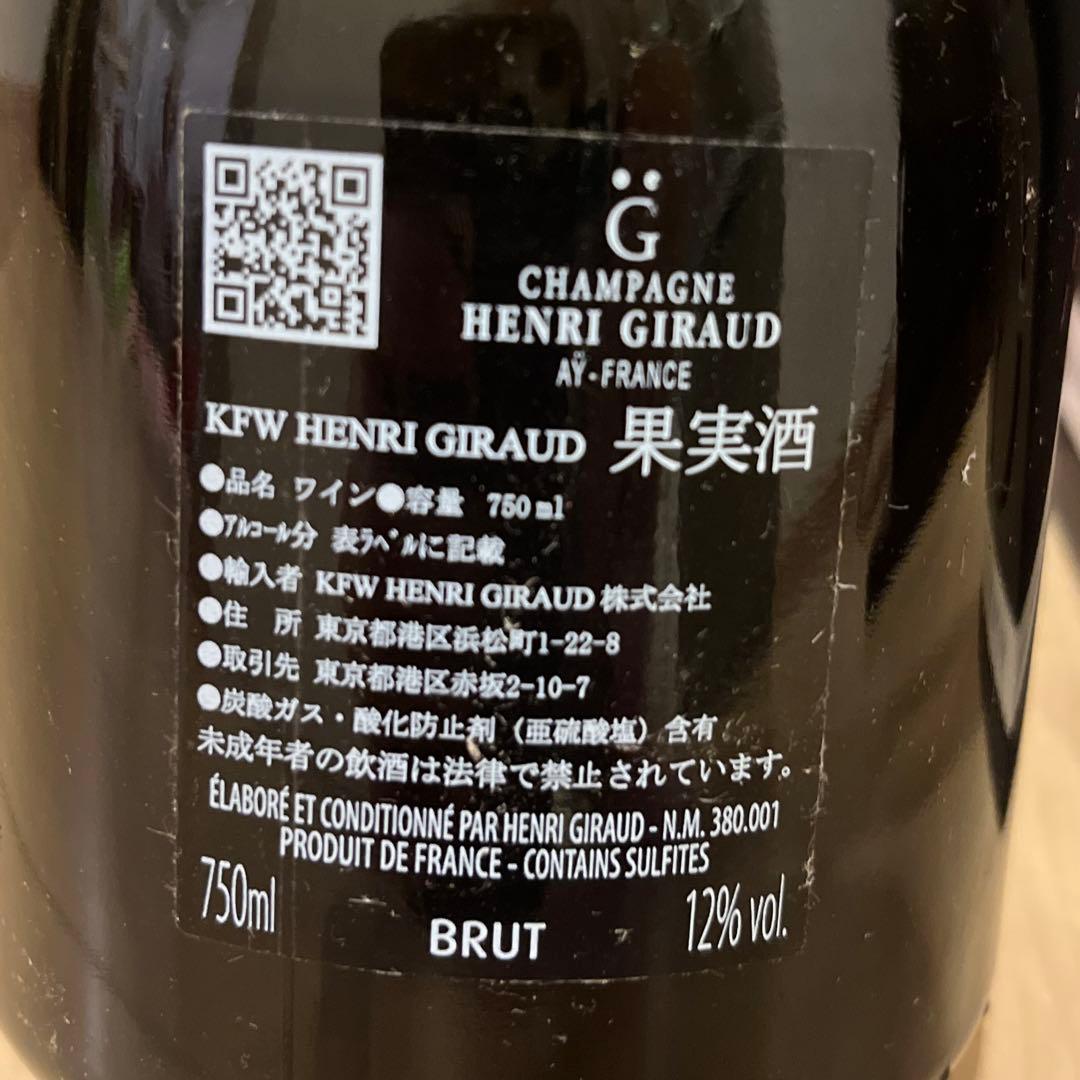 G̈
CHAMPAGNE
HENRI GIRAUD
AŸ-FRANCE
KFW HENRI GIRAUD 果実酒
●品名 ワイン●容量 750ml
●ｱﾙｺｰﾙ分 表ﾗﾍﾞﾙに記載
●輸入者 KFW HENRI GIRAUD 株式会社
●住 所 東京都港区浜松町1-22-8
●取引先 東京都港区赤坂2-10-7
●炭酸ガス・酸化防止剤（亜硫酸塩）含有
未成年者の飲酒は法律で禁止されています。
ÉLABORÉ ET CONDITIONNÉ PAR HENRI GIRAUD - N.M. 380.001
PRODUIT DE FRANCE - CONTAINS SULFITES
750ml BRUT 12% vol.